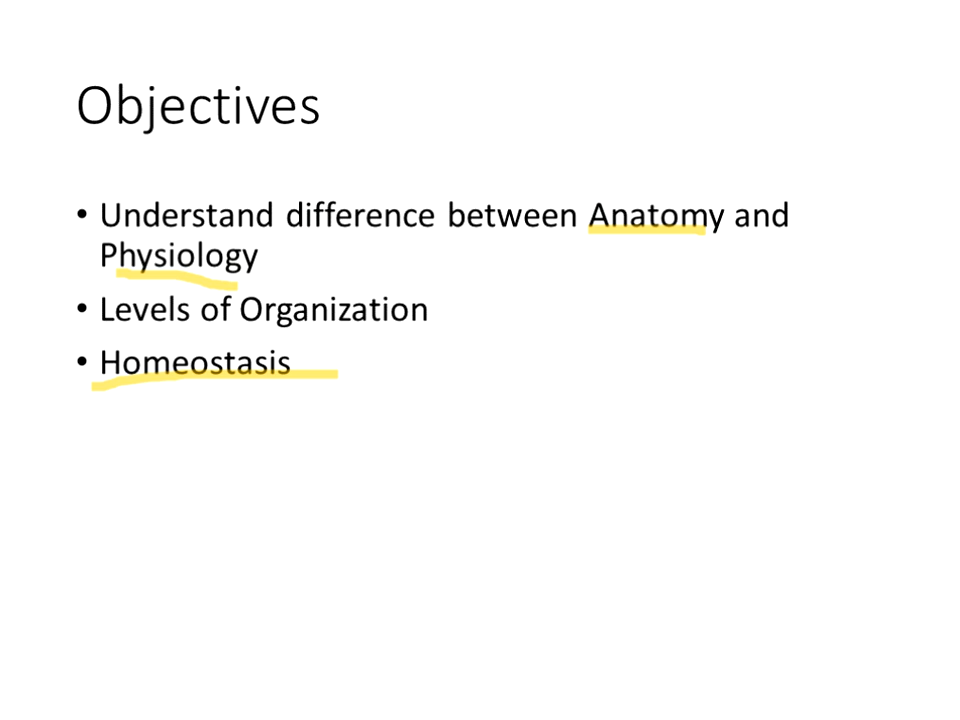 Objectives
• Understand difference between Anatomy and
Physiology
• Levels of Organization
• Homeostasis